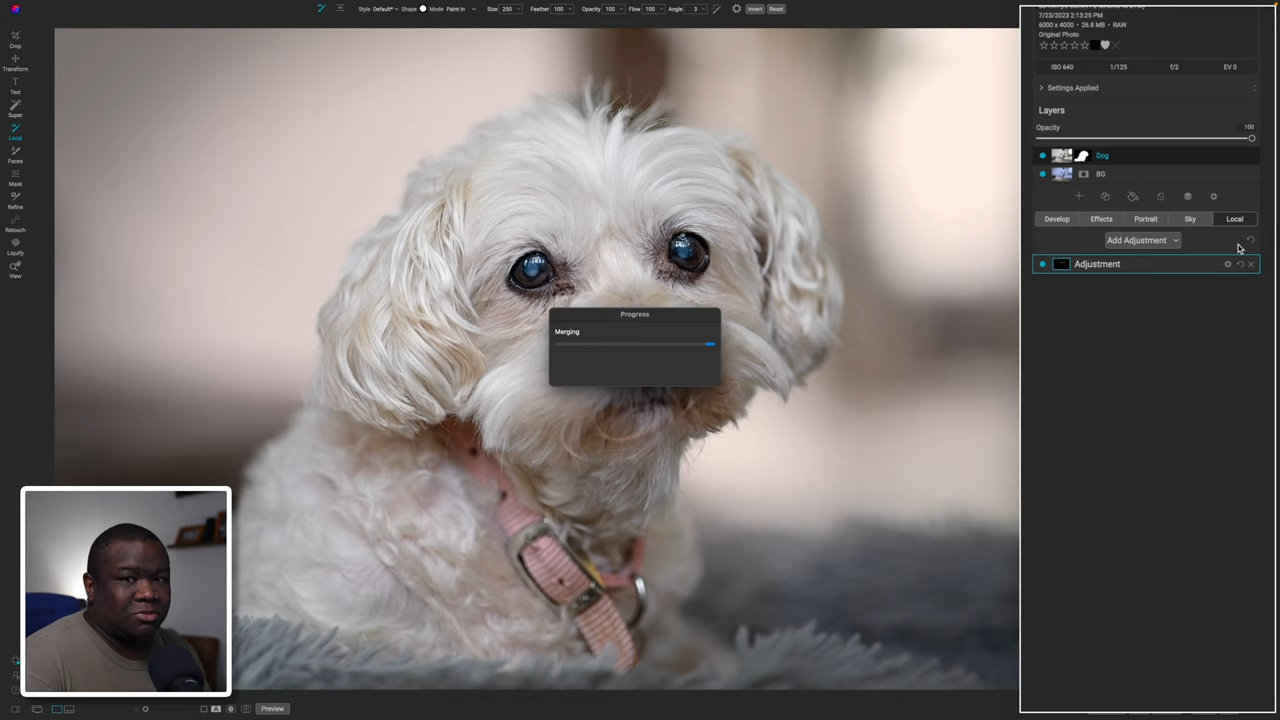 Style Default* Shape Mode Paint In Size 250 Feather 100 Opacity 100 Flow 100 Angle 3 Invert Reset
Crop
Transform
Text
Super
Local
Faces
Mask
Refine
Retouch
Liquify
View
Progress
Merging
A Preview
7/23/2023 2:13:25 PM
6000 x 4000 • 26.8 MB • RAW
Original Photo
ISO 640 1/125 f/2 EV 0
Settings Applied
Layers
Opacity 100
Dog
BG
Develop Effects Portrait Sky Local
Add Adjustment
Adjustment